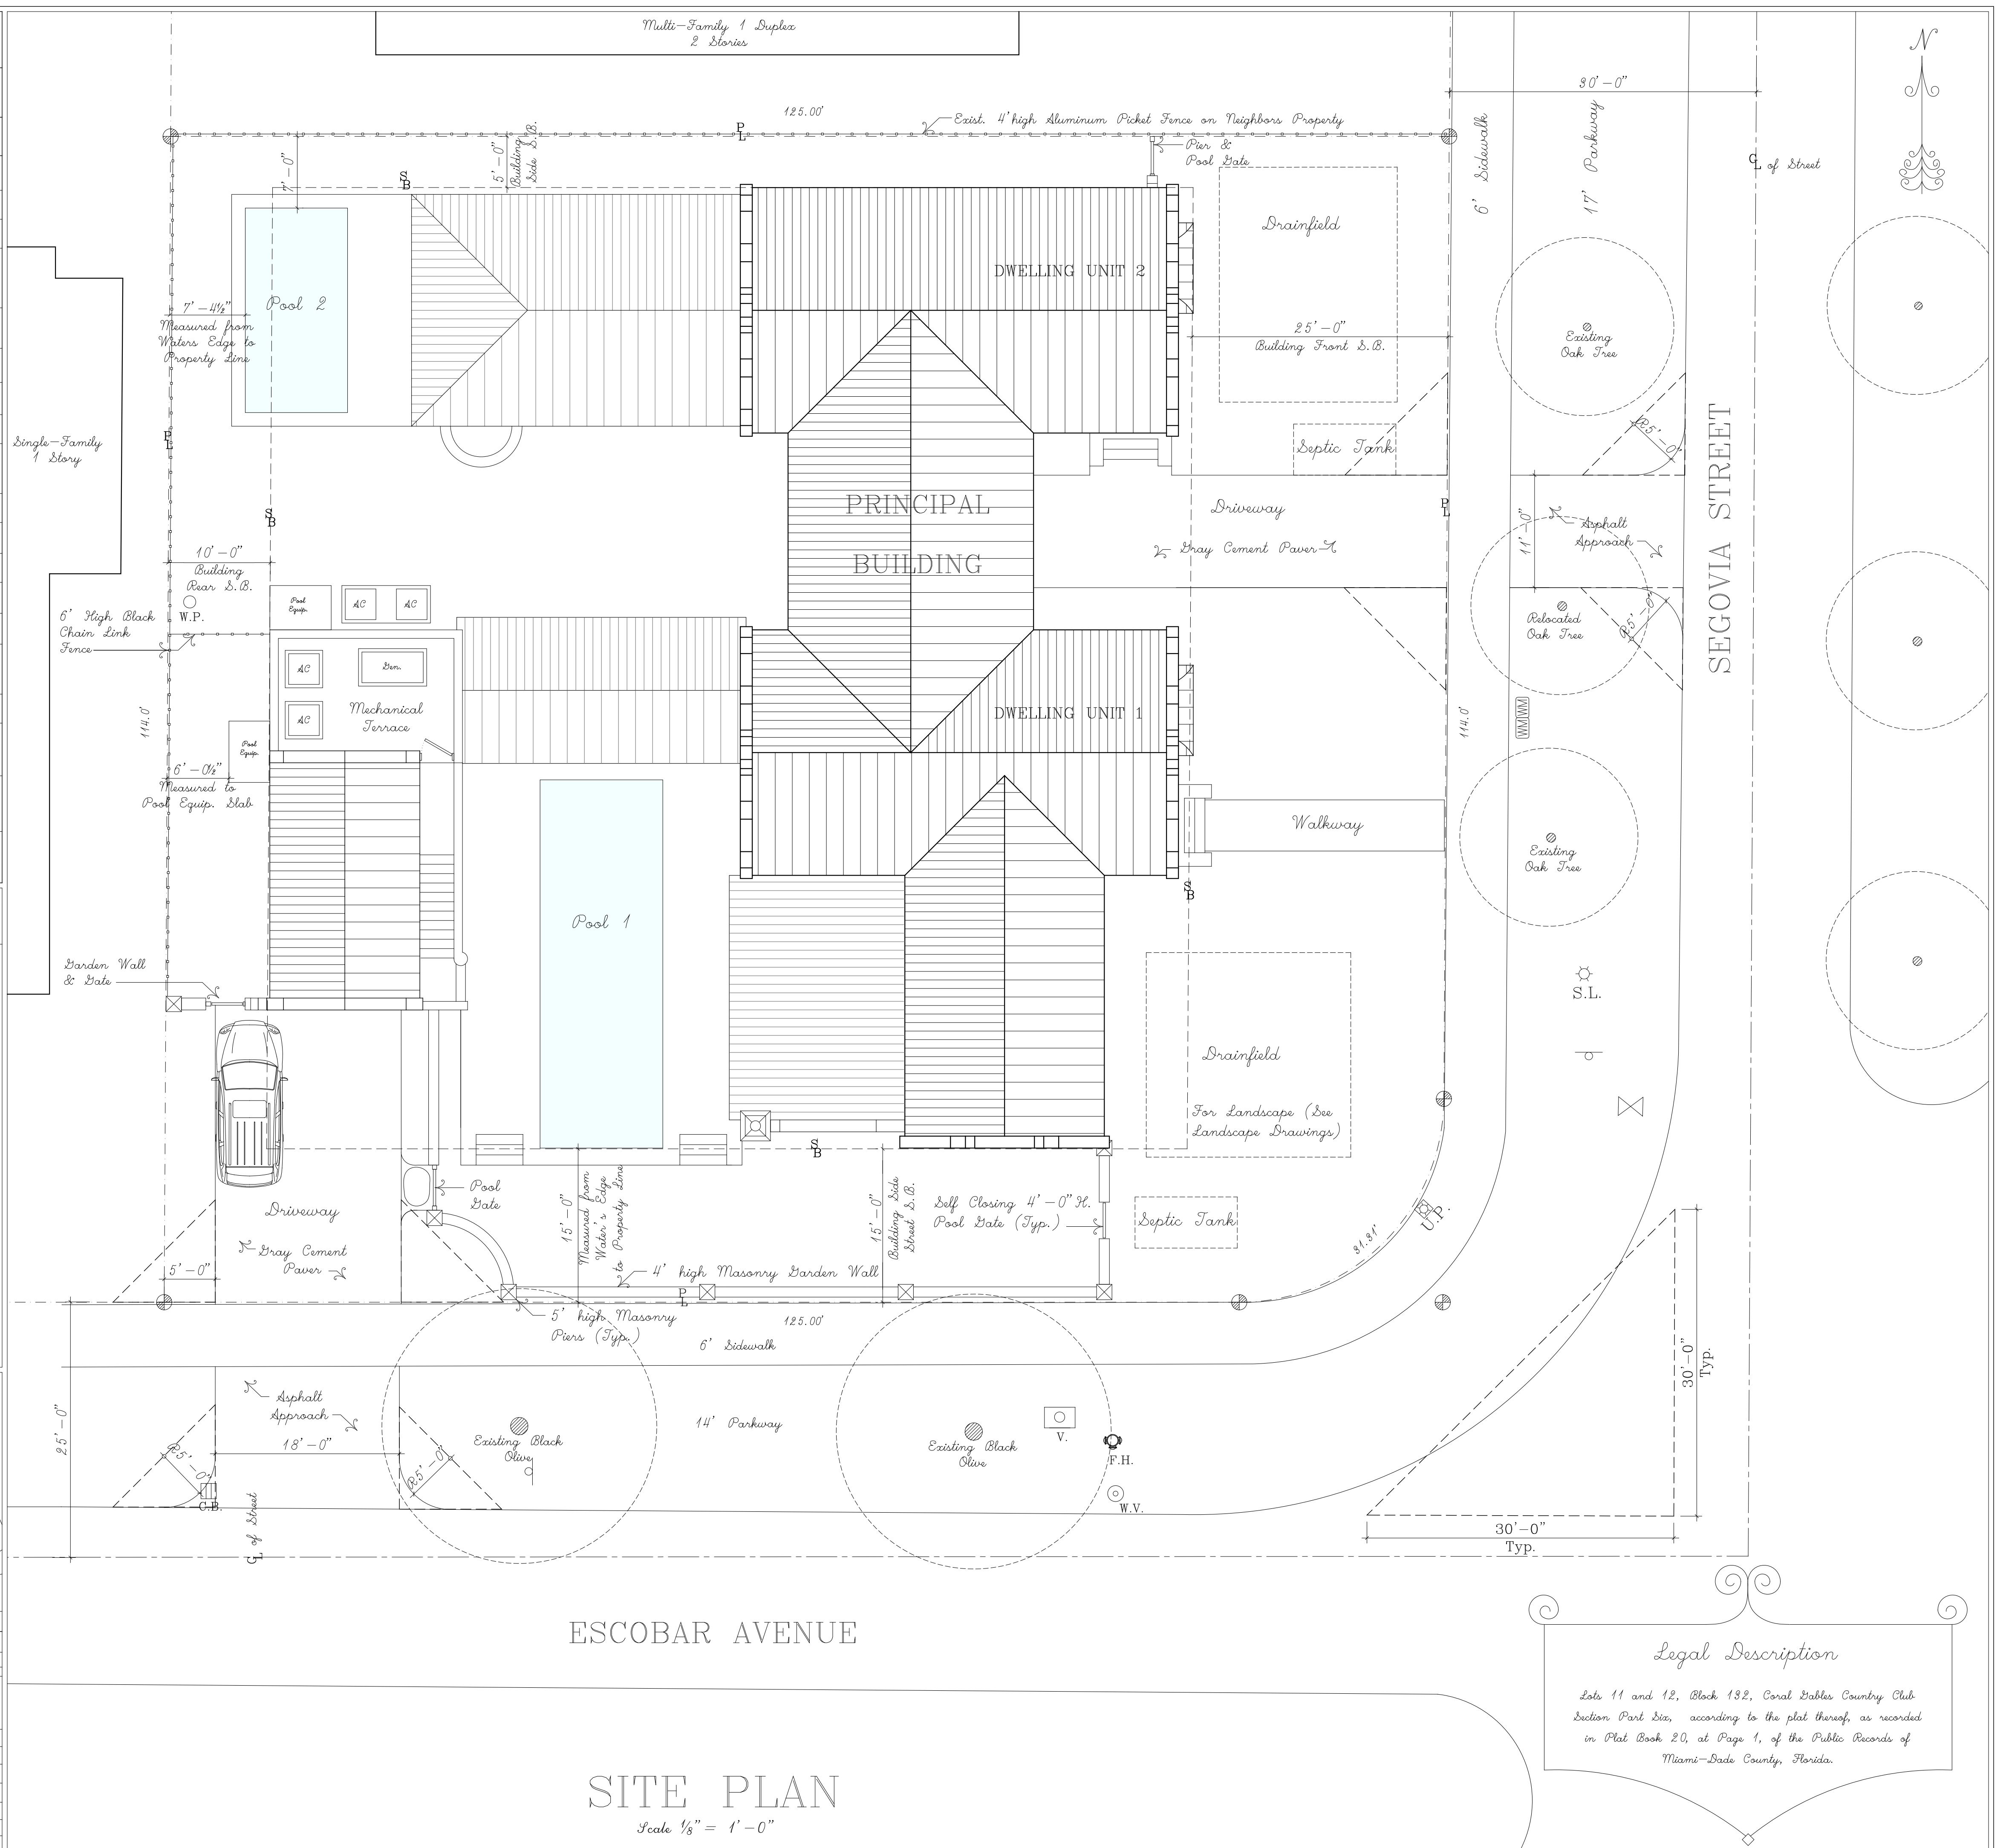 Multi-Family 1 Duplex
2 Stories
N
30'-0"
125.00'
P
L
Exist. 4' high Aluminum Picket Fence on Neighbors Property
6' Sidewalk
17' Parkway
C
L of Street
7'-0"
5'-0"
Building
Side S.B.
S
B
Pier &
Pool Gate
Drainfield
DWELLING UNIT 2
Pool 2
7'-4½"
Measured from
Waters Edge to
Property Line
25'-0"
Building Front S.B.
Existing
Oak Tree
R5'-0"
Single-Family
1 Story
P
L
Septic Tank
SEGOVIA STREET
S
B
PRINCIPAL
BUILDING
Driveway
Gray Cement Paver
P
L
11'-0"
Asphalt
Approach
10'-0"
Building
Rear S.B.
W.P.
6' High Black
Chain Link
Fence
Pool
Equip.
AC
AC
AC
Gen.
AC
Mechanical
Terrace
Relocated
Oak Tree
R5'-0"
114.0'
Pool
Equip.
DWELLING UNIT 1
114.0'
WM
WM
6'-0½"
Measured to
Pool Equip. Slab
Walkway
Existing
Oak Tree
S
B
Pool 1
Garden Wall
& Gate
S.L.
Drainfield
For Landscape (See
Landscape Drawings)
S
B
Pool
Gate
15'-0"
Measured from
Water's Edge
to Property Line
15'-0"
Building Side
Street S.B.
Self Closing 4'-0" H.
Pool Gate (Typ.)
Septic Tank
U.P.
31.31'
Driveway
Gray Cement
Paver
5'-0"
4' high Masonry Garden Wall
P
L
5' high Masonry
Piers (Typ.)
125.00'
6' Sidewalk
25'-0"
Asphalt
Approach
18'-0"
R5'-0"
R5'-0"
C.B.
C
L of Street
Existing Black
Olive
14' Parkway
Existing Black
Olive
V.
F.H.
W.V.
30'-0"
Typ.
30'-0"
Typ.
ESCOBAR AVENUE
Legal Description
Lots 11 and 12, Block 132, Coral Gables Country Club
Section Part Six, according to the plat thereof, as recorded
in Plat Book 20, at Page 1, of the Public Records of
Miami-Dade County, Florida.
SITE PLAN
Scale ⅛" = 1'-0"